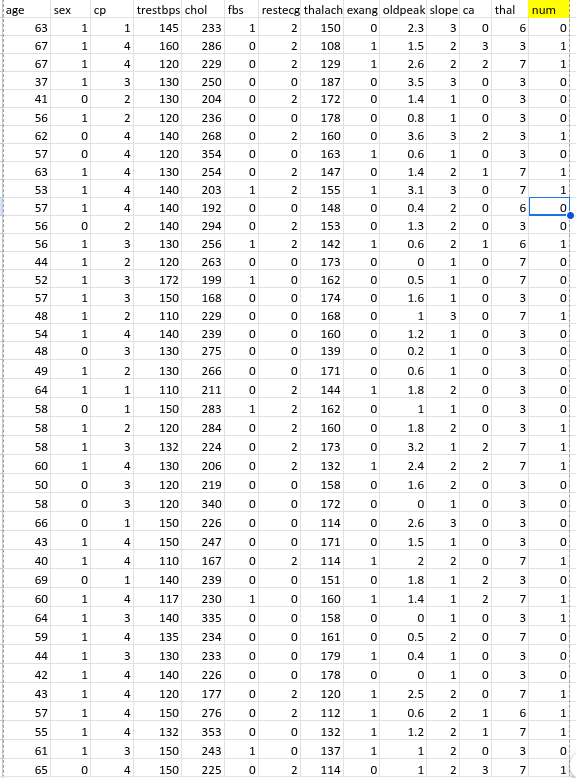 age sex cp trestbps chol fbs restecg thalach exang oldpeak slope ca thal num
63 1 1 145 233 1 2 150 0 2.3 3 0 6 0
67 1 4 160 286 0 2 108 1 1.5 2 3 3 1
67 1 4 120 229 0 2 129 1 2.6 2 2 7 1
37 1 3 130 250 0 0 187 0 3.5 3 0 3 0
41 0 2 130 204 0 2 172 0 1.4 1 0 3 0
56 1 2 120 236 0 0 178 0 0.8 1 0 3 0
62 0 4 140 268 0 2 160 0 3.6 3 2 3 1
57 0 4 120 354 0 0 163 1 0.6 1 0 3 0
63 1 4 130 254 0 2 147 0 1.4 2 1 7 1
53 1 4 140 203 1 2 155 1 3.1 3 0 7 1
57 1 4 140 192 0 0 148 0 0.4 2 0 6 0
56 0 2 140 294 0 2 153 0 1.3 2 0 3 0
56 1 3 130 256 1 2 142 1 0.6 2 1 6 1
44 1 2 120 263 0 0 173 0 0 1 0 7 0
52 1 3 172 199 1 0 162 0 0.5 1 0 7 0
57 1 3 150 168 0 0 174 0 1.6 1 0 3 0
48 1 2 110 229 0 0 168 0 1 3 0 7 1
54 1 4 140 239 0 0 160 0 1.2 1 0 3 0
48 0 3 130 275 0 0 139 0 0.2 1 0 3 0
49 1 2 130 266 0 0 171 0 0.6 1 0 3 0
64 1 1 110 211 0 2 144 1 1.8 2 0 3 0
58 0 1 150 283 1 2 162 0 1 1 0 3 0
58 1 2 120 284 0 2 160 0 1.8 2 0 3 1
58 1 3 132 224 0 2 173 0 3.2 1 2 7 1
60 1 4 130 206 0 2 132 1 2.4 2 2 7 1
50 0 3 120 219 0 0 158 0 1.6 2 0 3 0
58 0 3 120 340 0 0 172 0 0 1 0 3 0
66 0 1 150 226 0 0 114 0 2.6 3 0 3 0
43 1 4 150 247 0 0 171 0 1.5 1 0 3 0
40 1 4 110 167 0 2 114 1 2 2 0 7 1
69 0 1 140 239 0 0 151 0 1.8 1 2 3 0
60 1 4 117 230 1 0 160 1 1.4 1 2 7 1
64 1 3 140 335 0 0 158 0 0 1 0 3 1
59 1 4 135 234 0 0 161 0 0.5 2 0 7 0
44 1 3 130 233 0 0 179 1 0.4 1 0 3 0
42 1 4 140 226 0 0 178 0 0 1 0 3 0
43 1 4 120 177 0 2 120 1 2.5 2 0 7 1
57 1 4 150 276 0 2 112 1 0.6 2 1 6 1
55 1 4 132 353 0 0 132 1 1.2 2 1 7 1
61 1 3 150 243 1 0 137 1 1 2 0 3 0
65 0 4 150 225 0 2 114 0 1 2 3 7 1